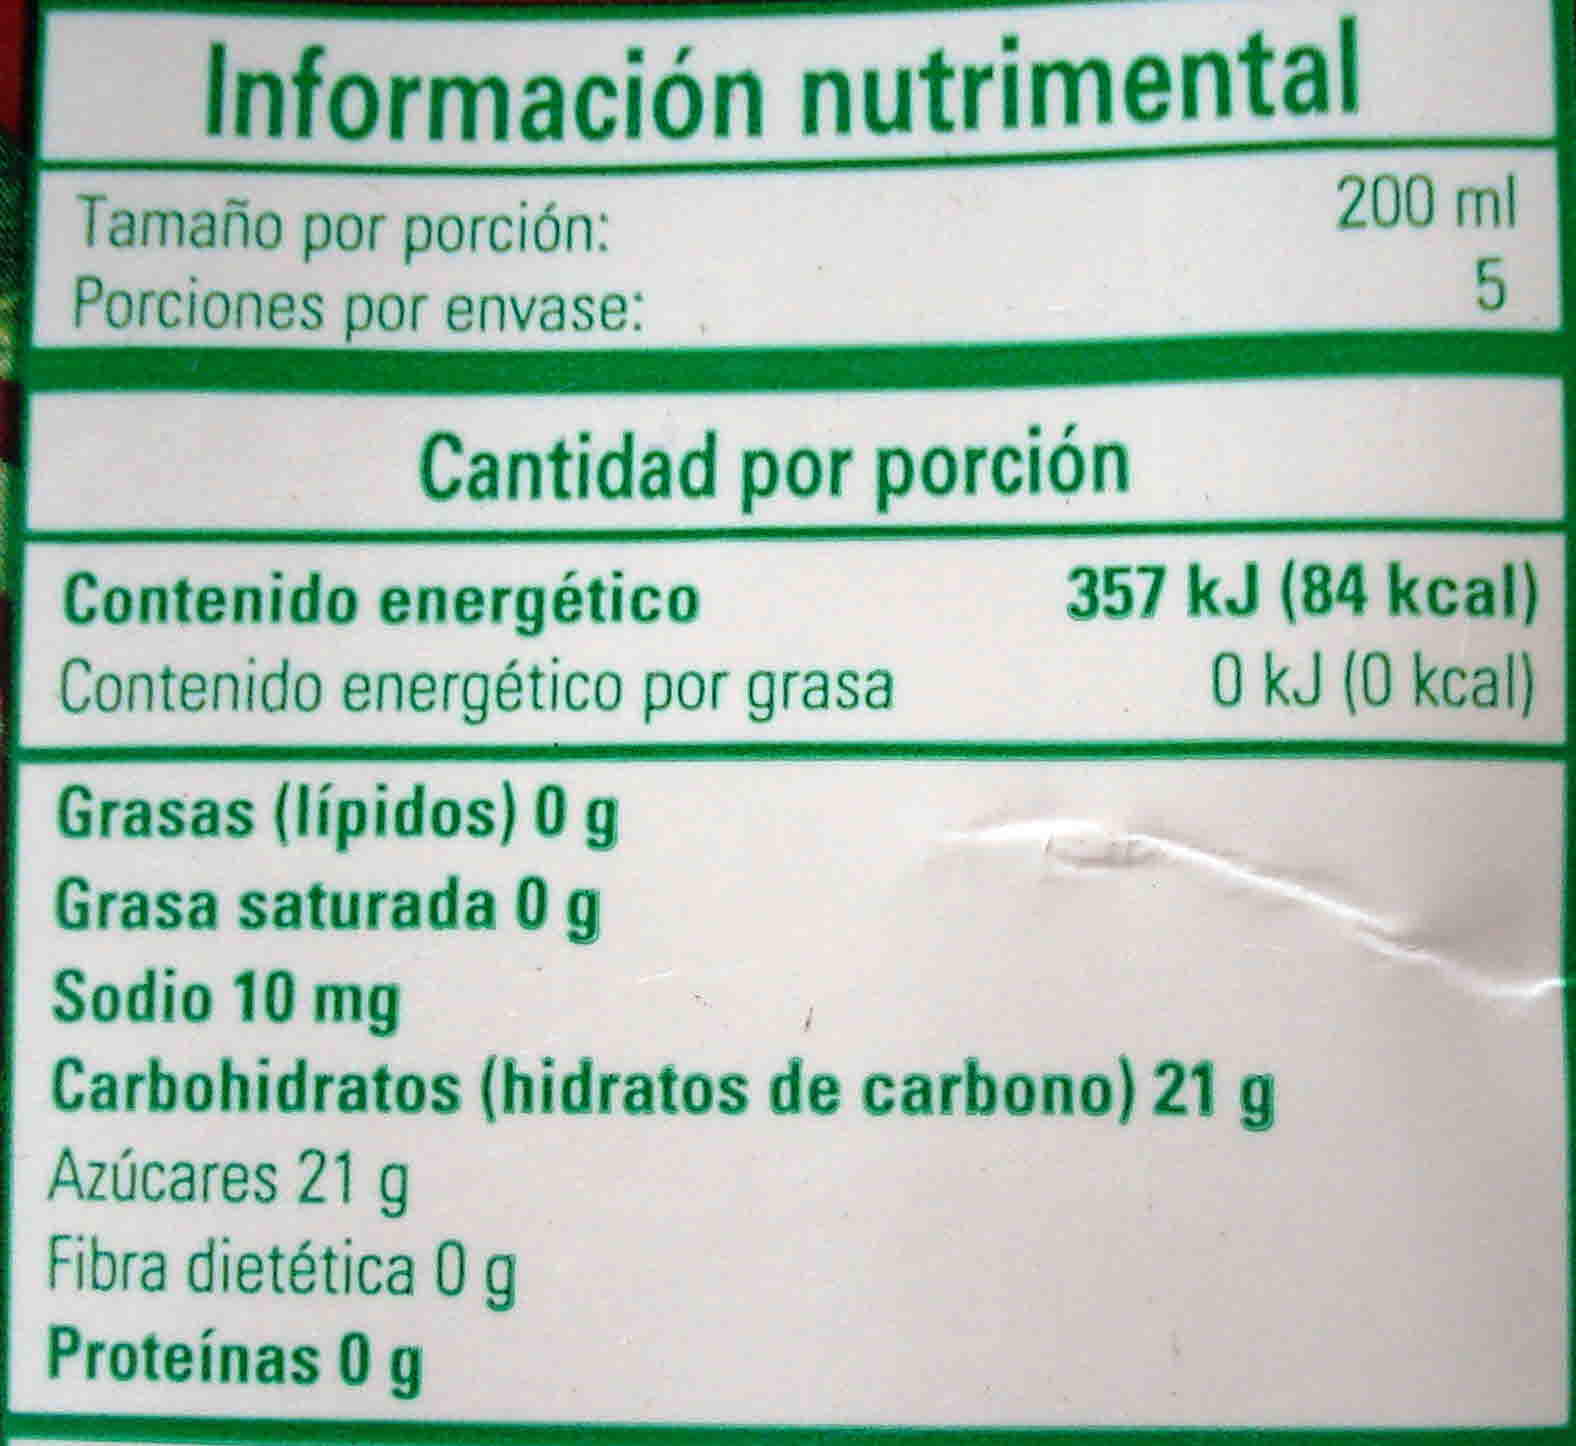 Información nutrimental
Tamaño por porción: 200 ml
Porciones por envase: 5
Cantidad por porción
Contenido energético 357 kJ (84 kcal)
Contenido energético por grasa 0 kJ (0 kcal)
Grasas (lípidos) 0 g
Grasa saturada 0 g
Sodio 10 mg
Carbohidratos (hidratos de carbono) 21 g
Azúcares 21 g
Fibra dietética 0 g
Proteínas 0 g